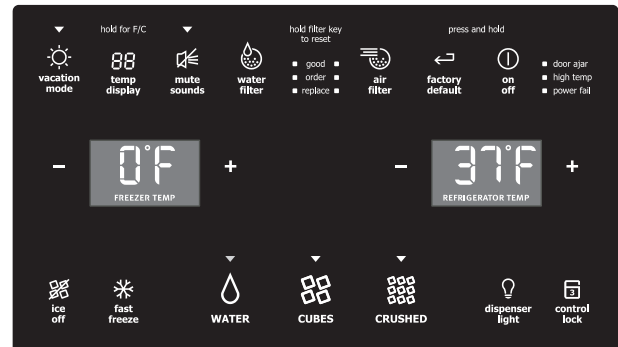 hold for F/C
hold filter key
to reset
press and hold
88
good
order
replace
door ajar
high temp
power fail
vacation
mode
temp
display
mute
sounds
water
filter
air
filter
factory
default
on
off
0°F
FREEZER TEMP
37°F
REFRIGERATOR TEMP
- +
- +
ice
off
fast
freeze
WATER
CUBES
CRUSHED
dispenser
light
3
control
lock